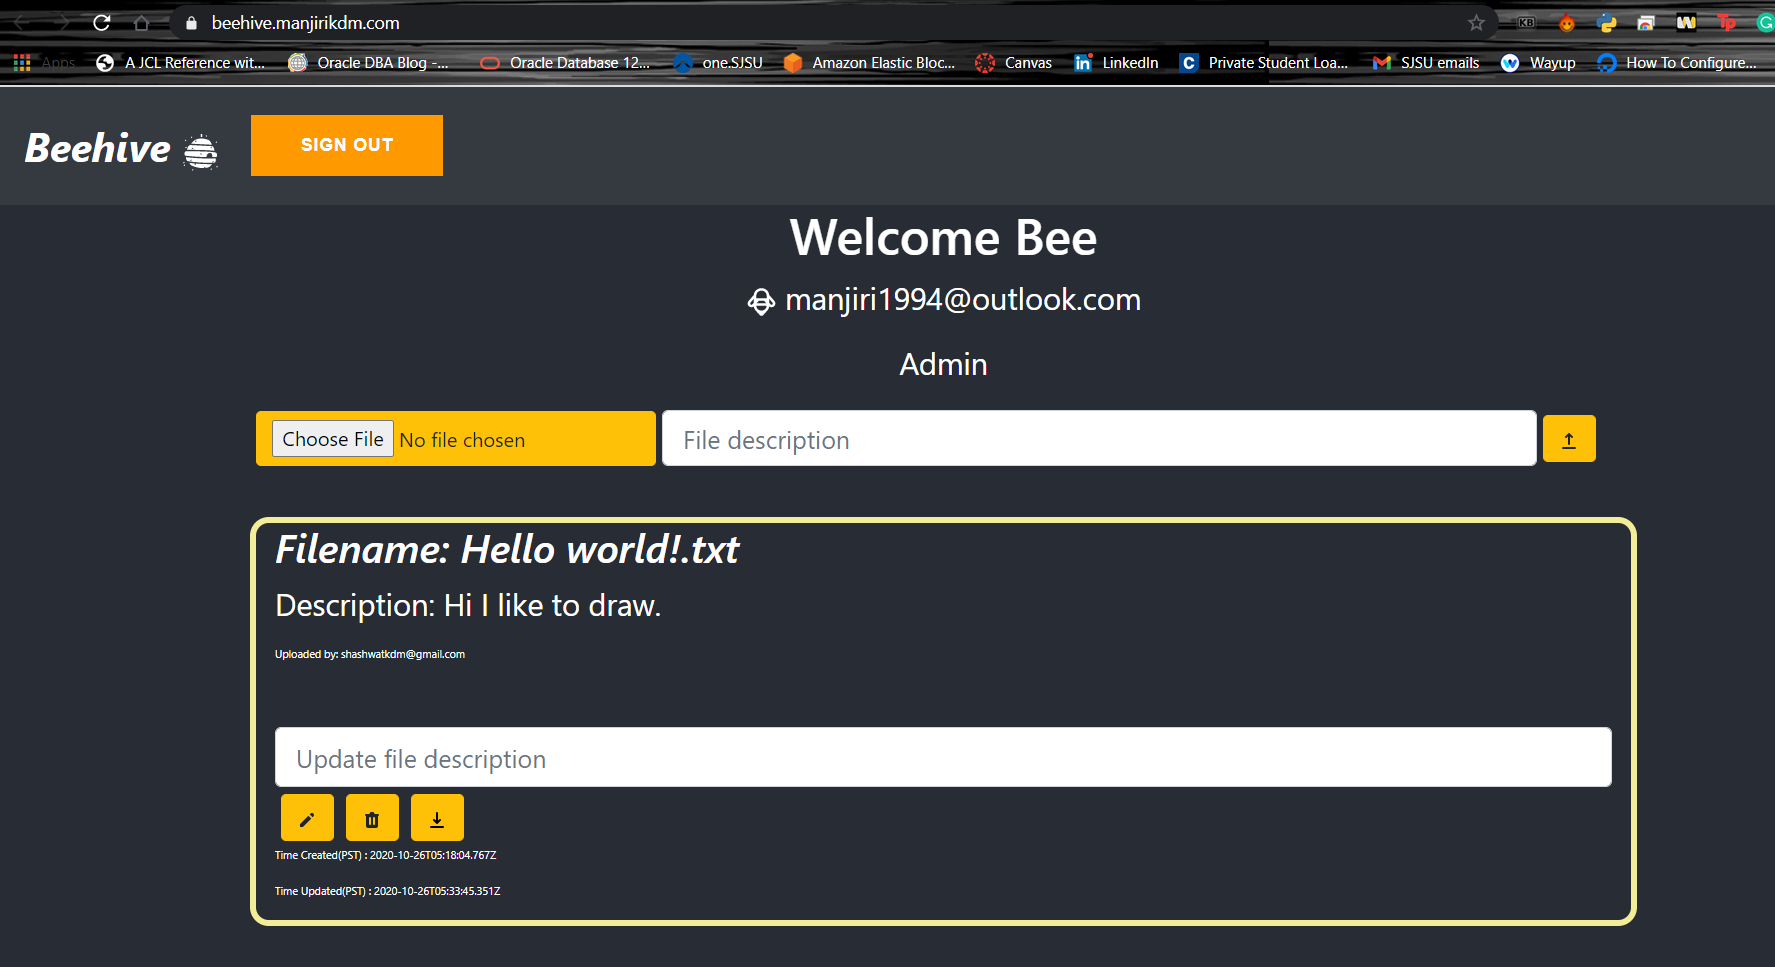 beehive.manjirikdm.com
KB
Tp
Apps A JCL Reference wit... Oracle DBA Blog -... Oracle Database 12... one.SJSU Amazon Elastic Bloc... Canvas LinkedIn Private Student Loa... SJSU emails Wayup How To Configure...
Beehive SIGN OUT
Welcome Bee
manjiri1994@outlook.com
Admin
Choose File No file chosen File description
Filename: Hello world!.txt
Description: Hi I like to draw.
Uploaded by: shashwatkdm@gmail.com
Update file description
Time Created(PST) : 2020-10-26T05:18:04.767Z
Time Updated(PST) : 2020-10-26T05:33:45.351Z